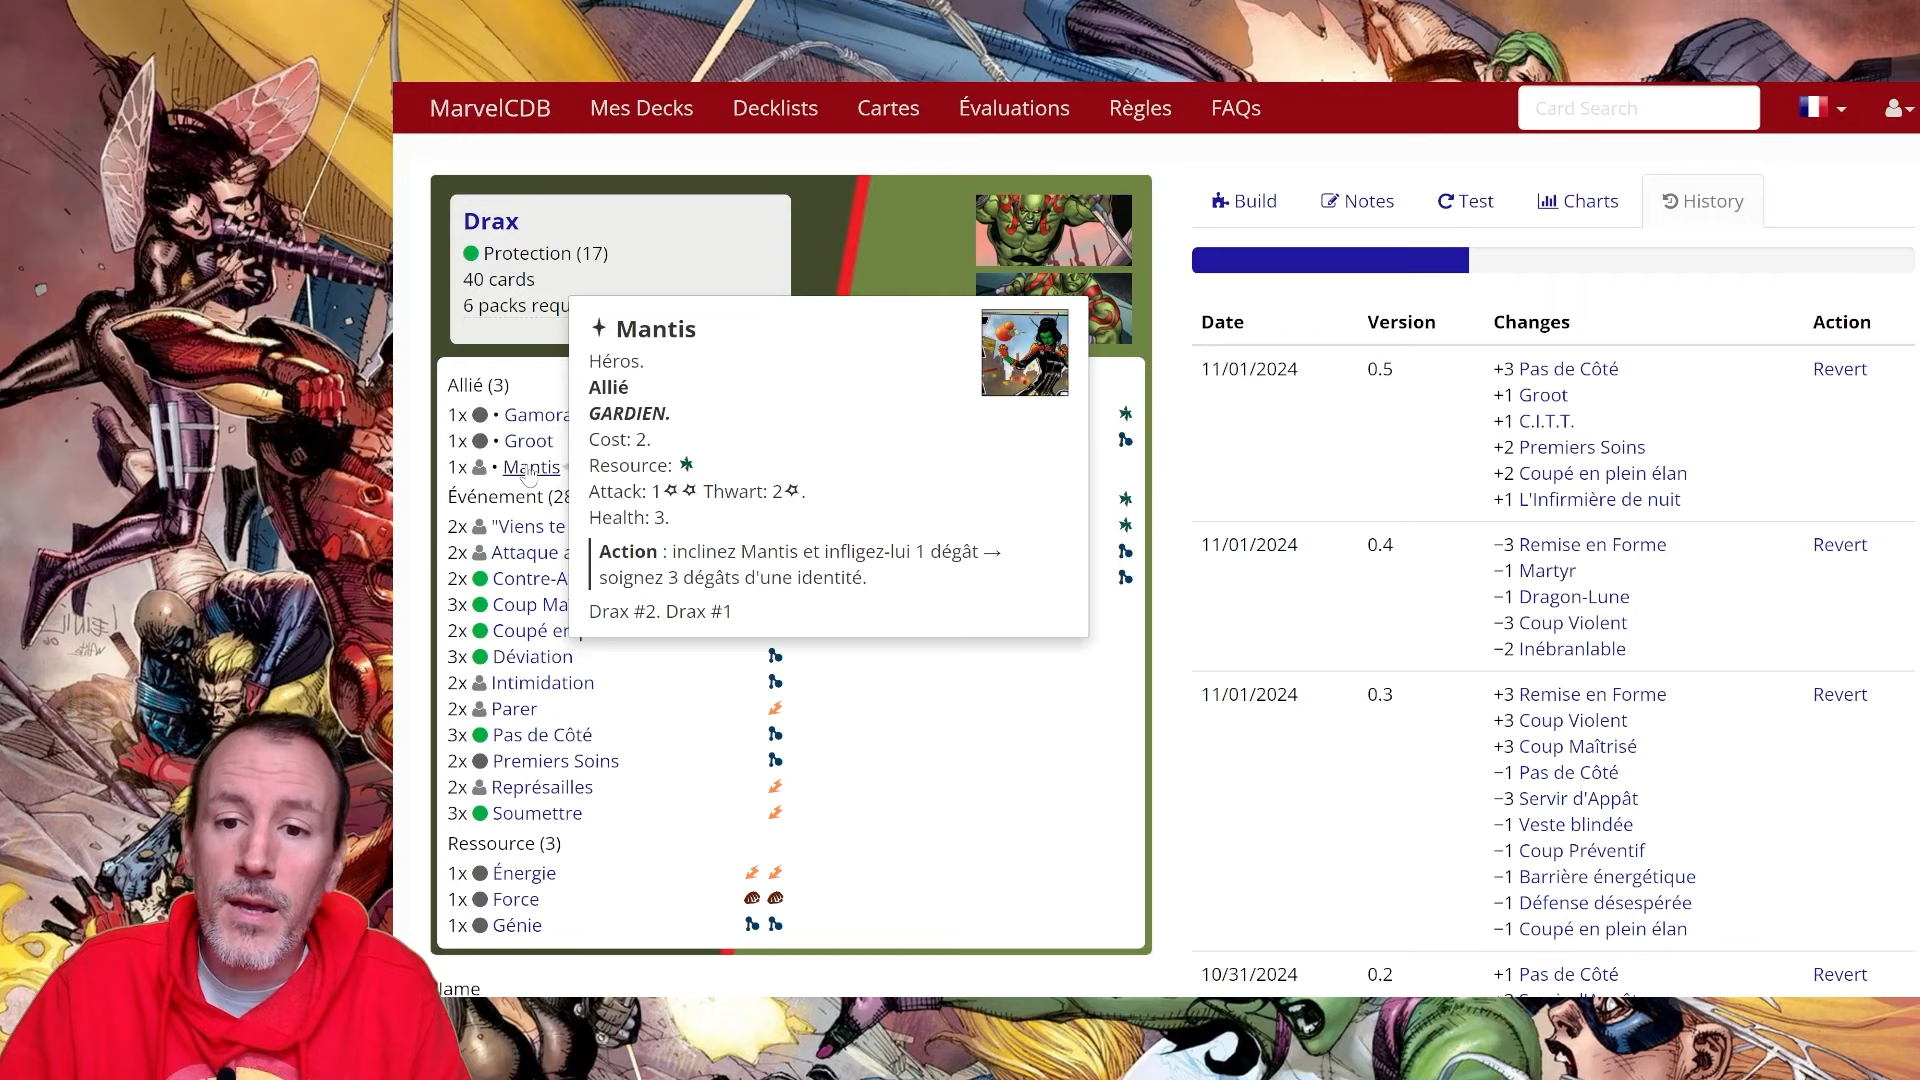 MarvelCDB Mes Decks Decklists Cartes Évaluations Règles FAQs Card Search
Drax
Protection (17)
40 cards
6 packs requ
Mantis
Héros.
Allié
GARDIEN.
Cost: 2.
Resource:
Attack: 1 Thwart: 2.
Health: 3.
Action : inclinez Mantis et infligez-lui 1 dégât →
soignez 3 dégâts d'une identité.
Drax #2. Drax #1
Allié (3)
1x • Gamora
1x • Groot
1x • Mantis
Événement (28
2x "Viens te
2x Attaque a
2x Contre-A
3x Coup Ma
2x Coupé en
3x Déviation
2x Intimidation
2x Parer
3x Pas de Côté
2x Premiers Soins
2x Représailles
3x Soumettre
Ressource (3)
1x Énergie
1x Force
1x Génie
lame
Build Notes Test Charts History
Date Version Changes Action
11/01/2024 0.5 +3 Pas de Côté Revert
+1 Groot
+1 C.I.T.T.
+2 Premiers Soins
+2 Coupé en plein élan
+1 L'Infirmière de nuit
11/01/2024 0.4 −3 Remise en Forme Revert
−1 Martyr
−1 Dragon-Lune
−3 Coup Violent
−2 Inébranlable
11/01/2024 0.3 +3 Remise en Forme Revert
+3 Coup Violent
+3 Coup Maîtrisé
−1 Pas de Côté
−3 Servir d'Appât
−1 Veste blindée
−1 Coup Préventif
−1 Barrière énergétique
−1 Défense désespérée
−1 Coupé en plein élan
10/31/2024 0.2 +1 Pas de Côté Revert